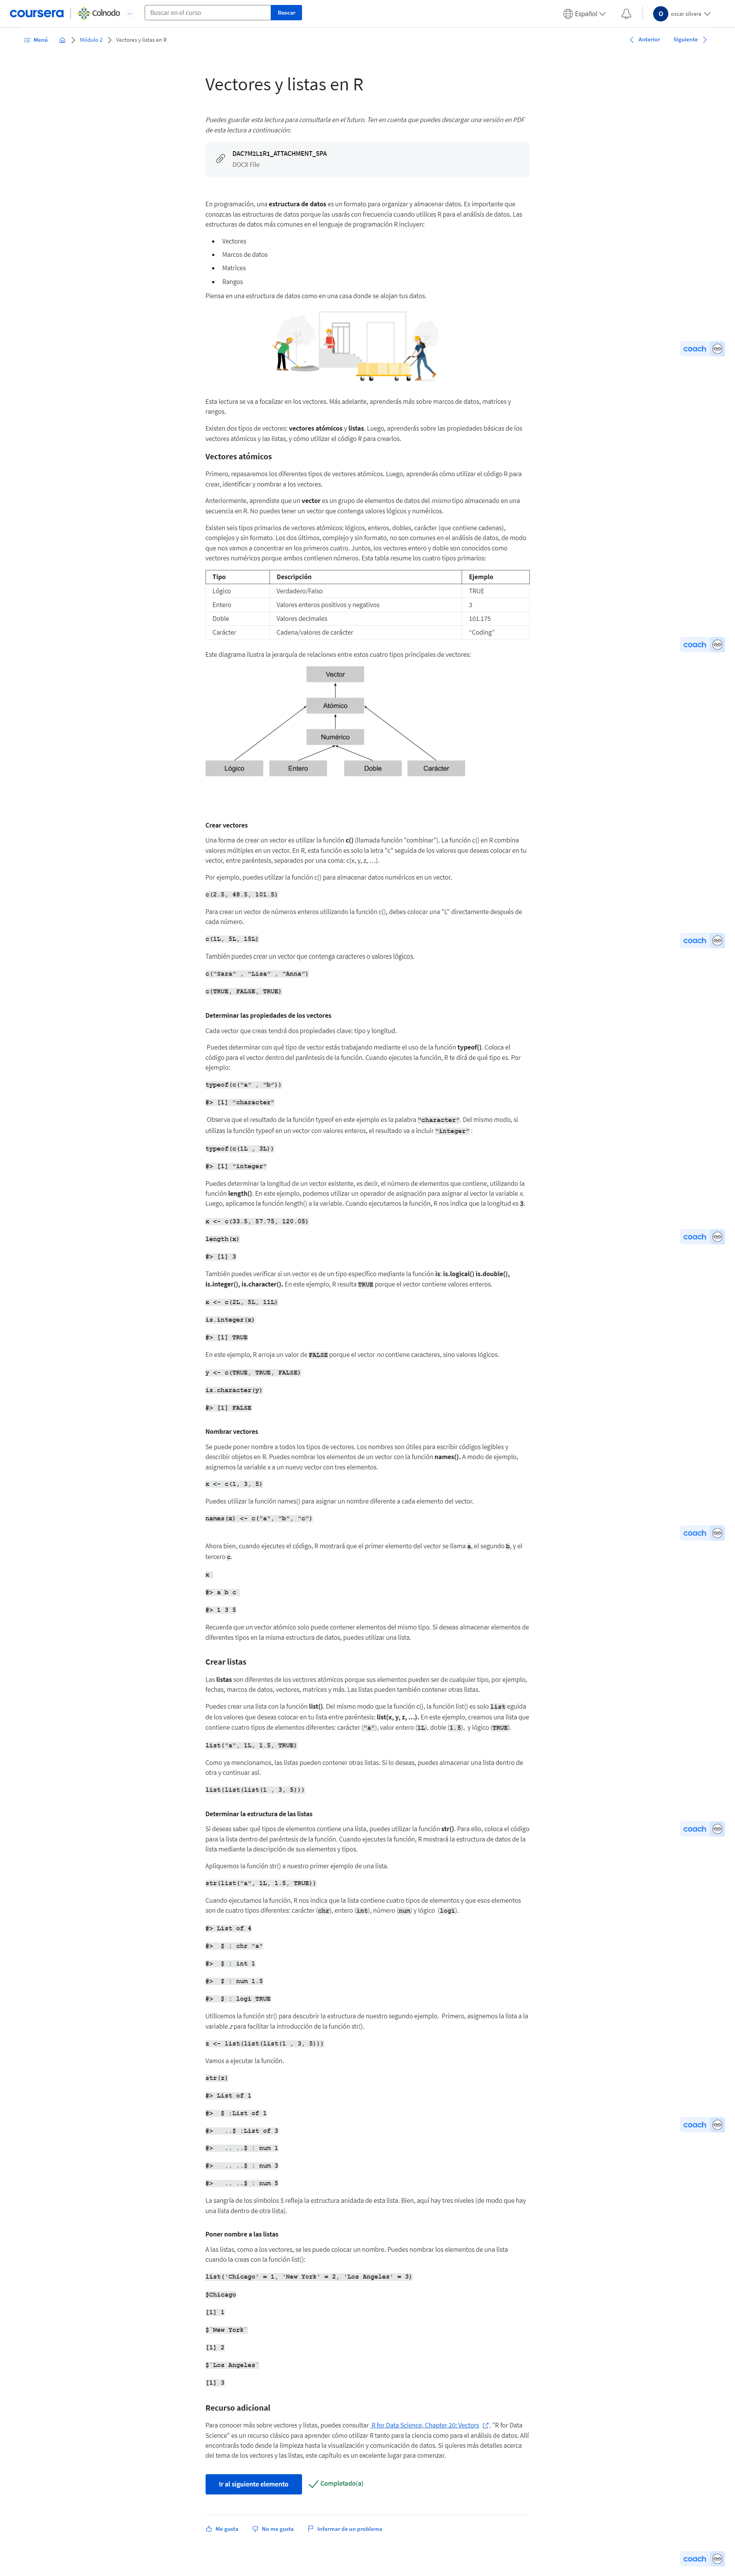 coursera
Colnodo
Buscar en el curso
Buscar
Español
O
oscar silvera
Menú
Módulo 2
Vectores y listas en R
Anterior
Siguiente
Vectores y listas en R
Puedes guardar esta lectura para consultarla en el futuro. Ten en cuenta que puedes descargar una versión en PDF
de esta lectura a continuación:
DAC7M2L1R1_ATTACHMENT_SPA
DOCX File
En programación, una estructura de datos es un formato para organizar y almacenar datos. Es importante que
conozcas las estructuras de datos porque las usarás con frecuencia cuando utilices R para el análisis de datos. Las
estructuras de datos más comunes en el lenguaje de programación R incluyen:
Vectores
Marcos de datos
Matrices
Rangos
Piensa en una estructura de datos como en una casa donde se alojan tus datos.
coach
Esta lectura se va a focalizar en los vectores. Más adelante, aprenderás más sobre marcos de datos, matrices y
rangos.
Existen dos tipos de vectores: vectores atómicos y listas. Luego, aprenderás sobre las propiedades básicas de los
vectores atómicos y las listas, y cómo utilizar el código R para crearlos.
Vectores atómicos
Primero, repasaremos los diferentes tipos de vectores atómicos. Luego, aprenderás cómo utilizar el código R para
crear, identificar y nombrar a los vectores.
Anteriormente, aprendiste que un vector es un grupo de elementos de datos del mismo tipo almacenado en una
secuencia en R. No puedes tener un vector que contenga valores lógicos y numéricos.
Existen seis tipos primarios de vectores atómicos: lógicos, enteros, dobles, carácter (que contiene cadenas),
complejos y sin formato. Los dos últimos, complejo y sin formato, no son comunes en el análisis de datos, de modo
que nos vamos a concentrar en los primeros cuatro. Juntos, los vectores entero y doble son conocidos como
vectores numéricos porque ambos contienen números. Esta tabla resume los cuatro tipos primarios:
Tipo Descripción Ejemplo
Lógico Verdadero/Falso TRUE
Entero Valores enteros positivos y negativos 3
Doble Valores decimales 101.175
Carácter Cadena/valores de carácter "Coding"
coach
Este diagrama ilustra la jerarquía de relaciones entre estos cuatro tipos principales de vectores:
Vector
Atómico
Numérico
Lógico Entero Doble Carácter
Crear vectores
Una forma de crear un vector es utilizar la función c() (llamada función "combinar"). La función c() en R combina
valores múltiples en un vector. En R, esta función es solo la letra "c" seguida de los valores que deseas colocar en tu
vector, entre paréntesis, separados por una coma: c(x, y, z, …).
Por ejemplo, puedes utilizar la función c() para almacenar datos numéricos en un vector.
c(2.5, 48.5, 101.5)
Para crear un vector de números enteros utilizando la función c(), debes colocar una "L" directamente después de
cada número.
c(1L, 5L, 15L)
coach
También puedes crear un vector que contenga caracteres o valores lógicos.
c("Sara" , "Lisa" , "Anna")
c(TRUE, FALSE, TRUE)
Determinar las propiedades de los vectores
Cada vector que creas tendrá dos propiedades clave: tipo y longitud.
Puedes determinar con qué tipo de vector estás trabajando mediante el uso de la función typeof(). Coloca el
código para el vector dentro del paréntesis de la función. Cuando ejecutes la función, R te dirá de qué tipo es. Por
ejemplo:
typeof(c("a" , "b"))
#> [1] "character"
Observa que el resultado de la función typeof en este ejemplo es la palabra "character". Del mismo modo, si
utilizas la función typeof en un vector con valores enteros, el resultado va a incluir "integer" :
typeof(c(1L , 3L))
#> [1] "integer"
Puedes determinar la longitud de un vector existente, es decir, el número de elementos que contiene, utilizando la
función length(). En este ejemplo, podemos utilizar un operador de asignación para asignar al vector la variable x.
Luego, aplicamos la función length() a la variable. Cuando ejecutamos la función, R nos indica que la longitud es 3.
x <- c(33.5, 57.75, 120.05)
length(x)
coach
#> [1] 3
También puedes verificar si un vector es de un tipo específico mediante la función is: is.logical() is.double(),
is.integer(), is.character(). En este ejemplo, R resulta TRUE porque el vector contiene valores enteros.
x <- c(2L, 5L, 11L)
is.integer(x)
#> [1] TRUE
En este ejemplo, R arroja un valor de FALSE porque el vector no contiene caracteres, sino valores lógicos.
y <- c(TRUE, TRUE, FALSE)
is.character(y)
#> [1] FALSE
Nombrar vectores
Se puede poner nombre a todos los tipos de vectores. Los nombres son útiles para escribir códigos legibles y
describir objetos en R. Puedes nombrar los elementos de un vector con la función names(). A modo de ejemplo,
asignemos la variable x a un nuevo vector con tres elementos.
x <- c(1, 3, 5)
Puedes utilizar la función names() para asignar un nombre diferente a cada elemento del vector.
names(x) <- c("a", "b", "c")
coach
Ahora bien, cuando ejecutes el código, R mostrará que el primer elemento del vector se llama a, el segundo b, y el
tercero c.
x
#> a b c
#> 1 3 5
Recuerda que un vector atómico solo puede contener elementos del mismo tipo. Si deseas almacenar elementos de
diferentes tipos en la misma estructura de datos, puedes utilizar una lista.
Crear listas
Las listas son diferentes de los vectores atómicos porque sus elementos pueden ser de cualquier tipo, por ejemplo,
fechas, marcos de datos, vectores, matrices y más. Las listas pueden también contener otras listas.
Puedes crear una lista con la función list(). Del mismo modo que la función c(), la función list() es solo list eguida
de los valores que deseas colocar en tu lista entre paréntesis: list(x, y, z, …). En este ejemplo, creamos una lista que
contiene cuatro tipos de elementos diferentes: carácter ("a"), valor entero (1L), doble (1.5), y lógico (TRUE).
list("a", 1L, 1.5, TRUE)
Como ya mencionamos, las listas pueden contener otras listas. Si lo deseas, puedes almacenar una lista dentro de
otra y continuar así.
list(list(list(1 , 3, 5)))
Determinar la estructura de las listas
coach
Si deseas saber qué tipos de elementos contiene una lista, puedes utilizar la función str(). Para ello, coloca el código
para la lista dentro del paréntesis de la función. Cuando ejecutes la función, R mostrará la estructura de datos de la
lista mediante la descripción de sus elementos y tipos.
Apliquemos la función str() a nuestro primer ejemplo de una lista.
str(list("a", 1L, 1.5, TRUE))
Cuando ejecutamos la función, R nos indica que la lista contiene cuatro tipos de elementos y que esos elementos
son de cuatro tipos diferentes: carácter (chr), entero (int), número (num) y lógico (logi).
#> List of 4
#>  $ : chr "a"
#>  $ : int 1
#>  $ : num 1.5
#>  $ : logi TRUE
Utilicemos la función str() para descubrir la estructura de nuestro segundo ejemplo. Primero, asignemos la lista a la
variable z para facilitar la introducción de la función str().
z <- list(list(list(1 , 3, 5)))
Vamos a ejecutar la función.
str(z)
#> List of 1
#>  $ :List of 1
coach
#>   ..$ :List of 3
#>   .. ..$ : num 1
#>   .. ..$ : num 3
#>   .. ..$ : num 5
La sangría de los símbolos $ refleja la estructura anidada de esta lista. Bien, aquí hay tres niveles (de modo que hay
una lista dentro de otra lista).
Poner nombre a las listas
A las listas, como a los vectores, se les puede colocar un nombre. Puedes nombrar los elementos de una lista
cuando la creas con la función list():
list('Chicago' = 1, 'New York' = 2, 'Los Angeles' = 3)
$Chicago
[1] 1
$`New York`
[1] 2
$`Los Angeles`
[1] 3
Recurso adicional
Para conocer más sobre vectores y listas, puedes consultar R for Data Science, Chapter 20: Vectors. "R for Data
Science" es un recurso clásico para aprender cómo utilizar R tanto para la ciencia como para el análisis de datos. Allí
encontrarás todo desde la limpieza hasta la visualización y comunicación de datos. Si quieres más detalles acerca
del tema de los vectores y las listas, este capítulo es un excelente lugar para comenzar.
Ir al siguiente elemento
Completado(a)
Me gusta
No me gusta
Informar de un problema
coach